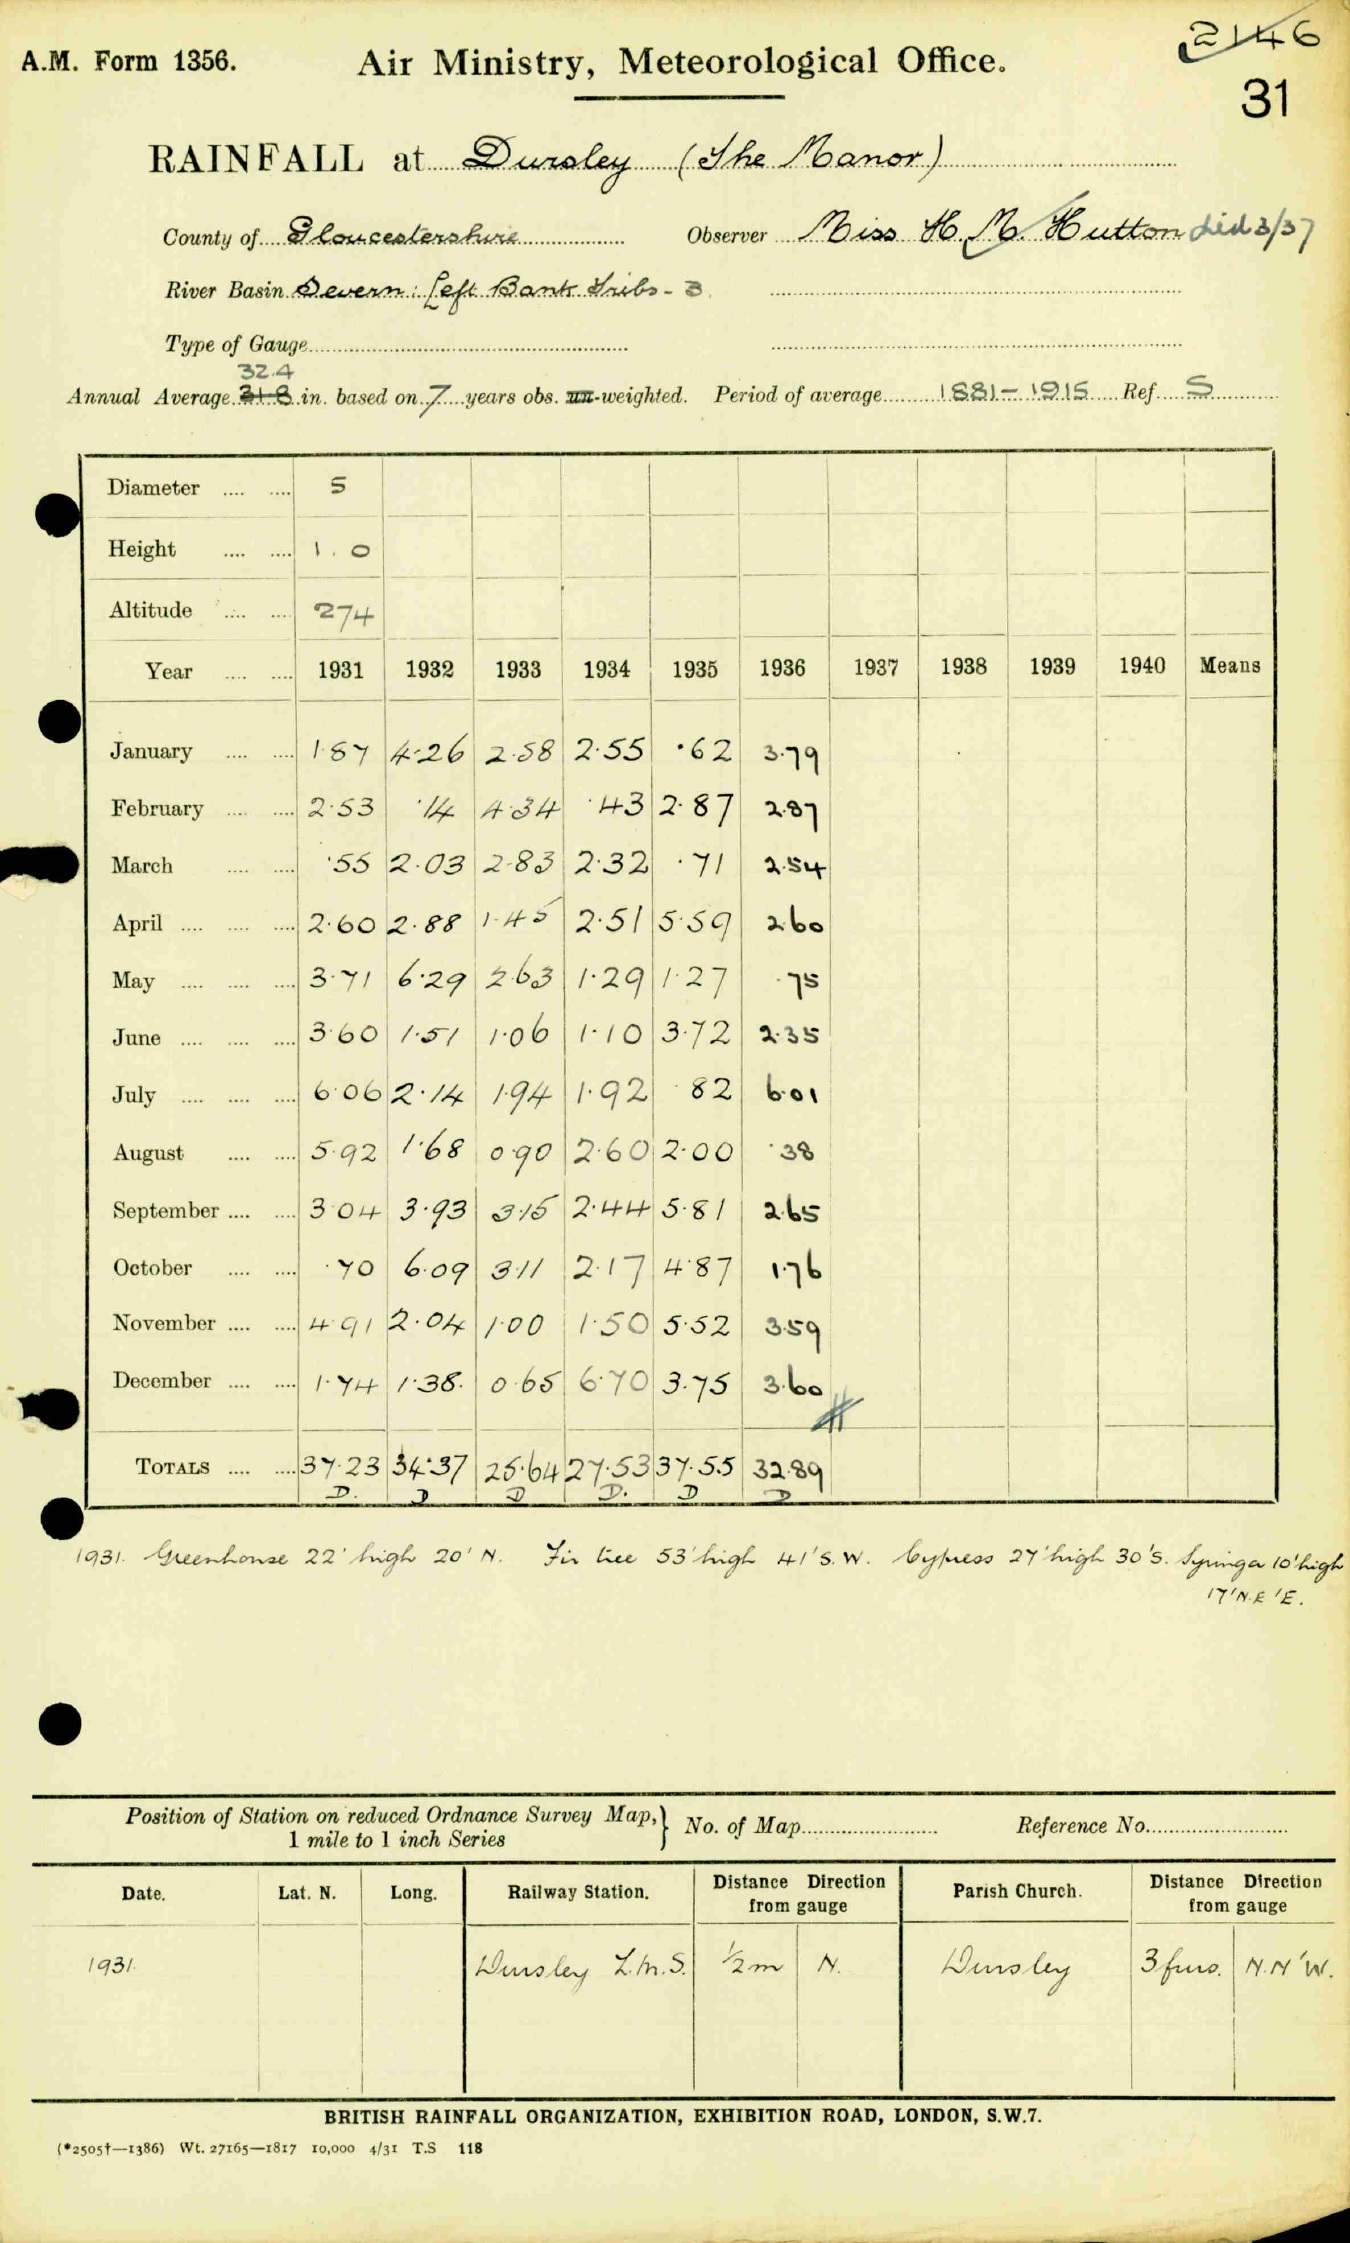 2146
A.M. Form 1356. Air Ministry, Meteorological Office.
31
RAINFALL at Dursley (The Manor)
County of Gloucestershire Observer Miss H. M. Hutton died 3/37
River Basin Severn: Left Bank Tribs - 3.
Type of Gauge
32.4
Annual Average 31.8 in. based on 7 years obs. un-weighted. Period of average 1881-1915 Ref. S
Diameter 5
Height 1.0
Altitude 274
Year 1931 1932 1933 1934 1935 1936 1937 1938 1939 1940 Means
January 1.87 4.26 2.58 2.55 .62 3.79
February 2.53 .14 4.34 .43 2.87 2.87
March .55 2.03 2.83 2.32 .71 2.54
April 2.60 2.88 1.45 2.51 5.59 2.60
May 3.71 6.29 2.63 1.29 1.27 .75
June 3.60 1.51 1.06 1.10 3.72 2.35
July 6.06 2.14 1.94 1.92 .82 6.01
August 5.92 1.68 0.90 2.60 2.00 .38
September 3.04 3.93 3.15 2.44 5.81 2.65
October .70 6.09 3.11 2.17 4.87 1.76
November 4.91 2.04 1.00 1.50 5.52 3.59
December 1.74 1.38. 0.65 6.70 3.75 3.60
TOTALS 37.23 34.37 25.64 27.53 37.55 32.89
D. D D D. D D
1931. Greenhouse 22' high 20' N. Fir tree 53' high 41' S.W. Cypress 27' high 30' S. Syringa 10' high
17' N.E'E.
Position of Station on reduced Ordnance Survey Map, } No. of Map Reference No.
1 mile to 1 inch Series
Date. Lat. N. Long. Railway Station. Distance Direction from gauge Parish Church. Distance Direction from gauge
1931. Dursley L.M.S. ½m N. Dursley 3 furs. N.N'W.
BRITISH RAINFALL ORGANIZATION, EXHIBITION ROAD, LONDON, S.W.7.
(*2505†—1386) Wt. 27165—1817 10,000 4/31 T.S 118